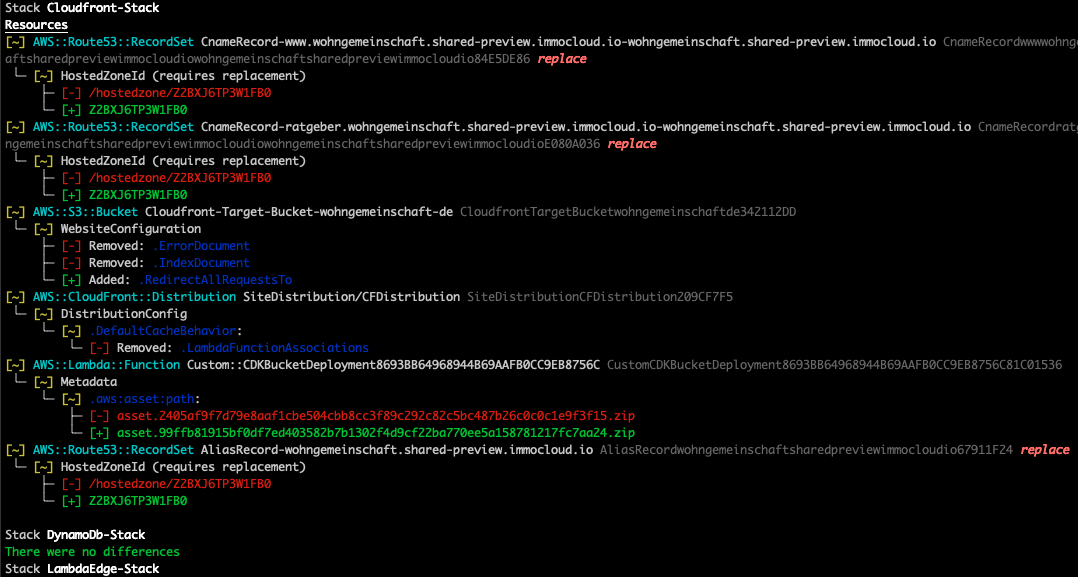 Stack Cloudfront-Stack
Resources
[~] AWS::Route53::RecordSet CnameRecord-www.wohngemeinschaft.shared-preview.immocloud.io-wohngemeinschaft.shared-preview.immocloud.io CnameRecordwwwwohnge
aftsharedpreviewimmocloudiowohngemeinschaftsharedpreviewimmocloudio84E5DE86 replace
└─ [~] HostedZoneId (requires replacement)
├─ [-] /hostedzone/Z2BXJ6TP3W1FB0
└─ [+] Z2BXJ6TP3W1FB0
[~] AWS::Route53::RecordSet CnameRecord-ratgeber.wohngemeinschaft.shared-preview.immocloud.io-wohngemeinschaft.shared-preview.immocloud.io CnameRecordratg
ngemeinschaftsharedpreviewimmocloudiowohngemeinschaftsharedpreviewimmocloudioE080A036 replace
└─ [~] HostedZoneId (requires replacement)
├─ [-] /hostedzone/Z2BXJ6TP3W1FB0
└─ [+] Z2BXJ6TP3W1FB0
[~] AWS::S3::Bucket Cloudfront-Target-Bucket-wohngemeinschaft-de CloudfrontTargetBucketwohngemeinschaftde342112DD
└─ [~] WebsiteConfiguration
├─ [-] Removed: .ErrorDocument
├─ [-] Removed: .IndexDocument
└─ [+] Added: .RedirectAllRequestsTo
[~] AWS::CloudFront::Distribution SiteDistribution/CFDistribution SiteDistributionCFDistribution209CF7F5
└─ [~] DistributionConfig
└─ [~] .DefaultCacheBehavior:
└─ [-] Removed: .LambdaFunctionAssociations
[~] AWS::Lambda::Function Custom::CDKBucketDeployment8693BB64968944B69AAFB0CC9EB8756C CustomCDKBucketDeployment8693BB64968944B69AAFB0CC9EB8756C81C01536
└─ [~] Metadata
└─ [~] .aws:asset:path:
├─ [-] asset.2405af9f7d79e8aaf1cbe504cbb8cc3f89c292c82c5bc487b26c0c0c1e9f3f15.zip
└─ [+] asset.99ffb81915bf0df7ed403582b7b1302f4d9cf22ba770ee5a158781217fc7aa24.zip
[~] AWS::Route53::RecordSet AliasRecord-wohngemeinschaft.shared-preview.immocloud.io AliasRecordwohngemeinschaftsharedpreviewimmocloudio67911F24 replace
└─ [~] HostedZoneId (requires replacement)
├─ [-] /hostedzone/Z2BXJ6TP3W1FB0
└─ [+] Z2BXJ6TP3W1FB0
Stack DynamoDb-Stack
There were no differences
Stack LambdaEdge-Stack